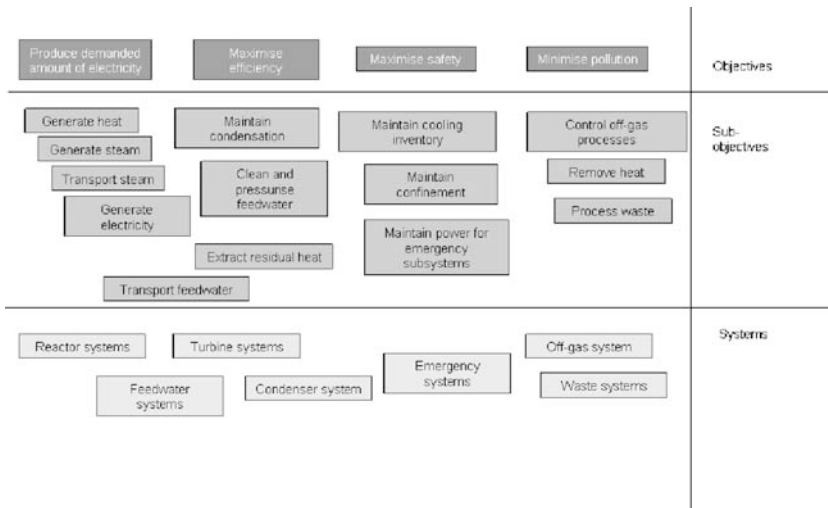 Produce demanded
amount of electricity
Maximise
efficiency
Maximise safety
Minimise pollution
Objectives
Generate heat
Generate steam
Transport steam
Generate
electricity
Transport feedwater
Maintain
condensation
Clean and
pressurise
feedwater
Extract residual heat
Maintain cooling
inventory
Maintain
confinement
Maintain power for
emergency
subsystems
Control off-gas
processes
Remove heat
Process waste
Sub-
objectives
Reactor systems
Turbine systems
Feedwater
systems
Condenser system
Emergency
systems
Off-gas system
Waste systems
Systems